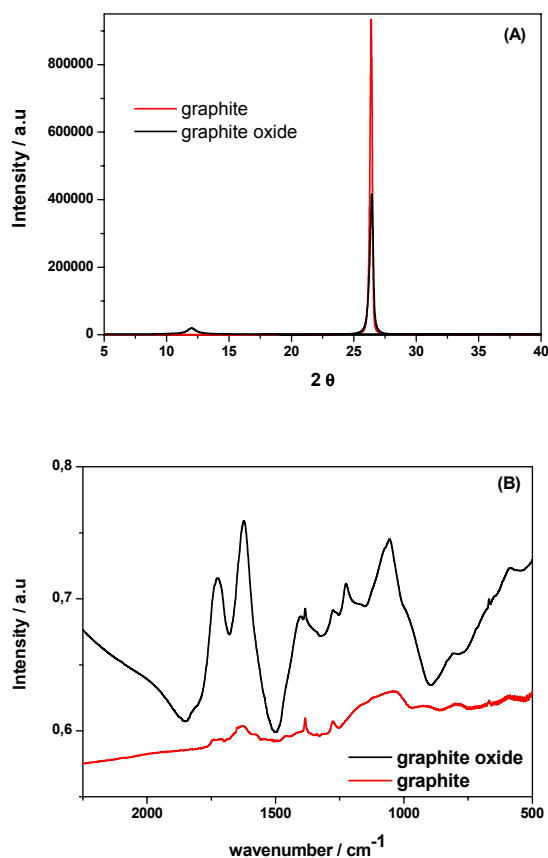 (A)
graphite
graphite oxide
Intensity / a.u
800000
600000
400000
200000
0
5 10 15 20 25 30 35 40
2 θ
(B)
0,8
0,7
0,6
Intensity / a.u
graphite oxide
graphite
2000 1500 1000 500
wavenumber / cm-1